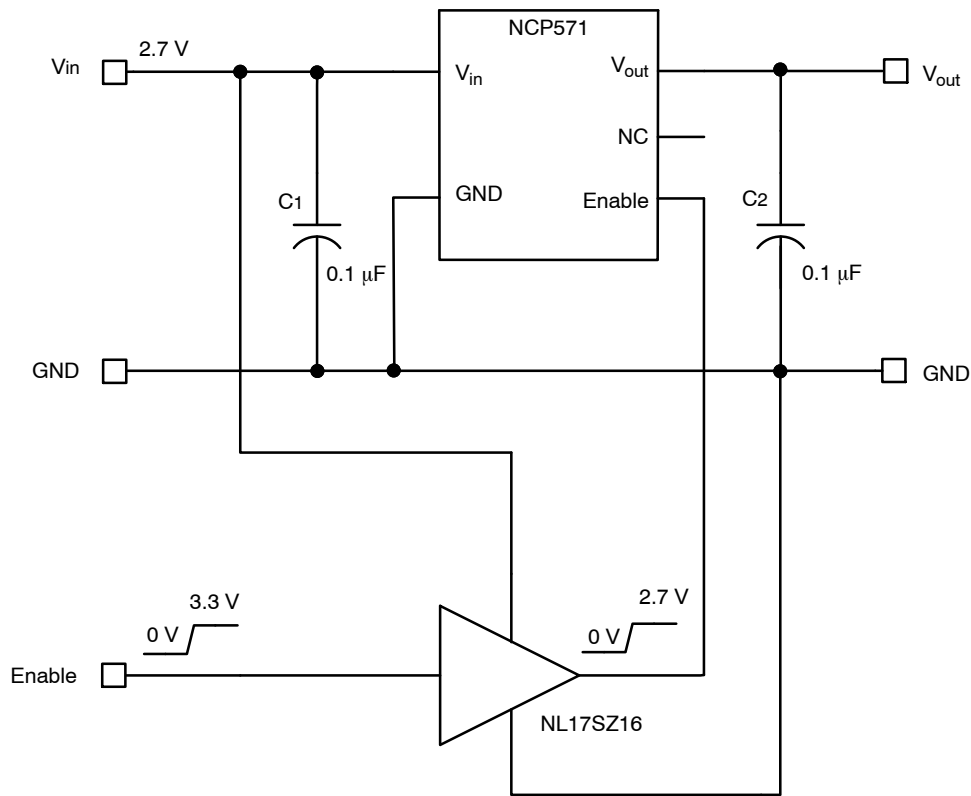 NCP571
2.7 V
Vin
Vin
Vout
Vout
NC
GND
Enable
C1
C2
0.1 μF
0.1 μF
GND
GND
3.3 V
0 V
2.7 V
0 V
Enable
NL17SZ16